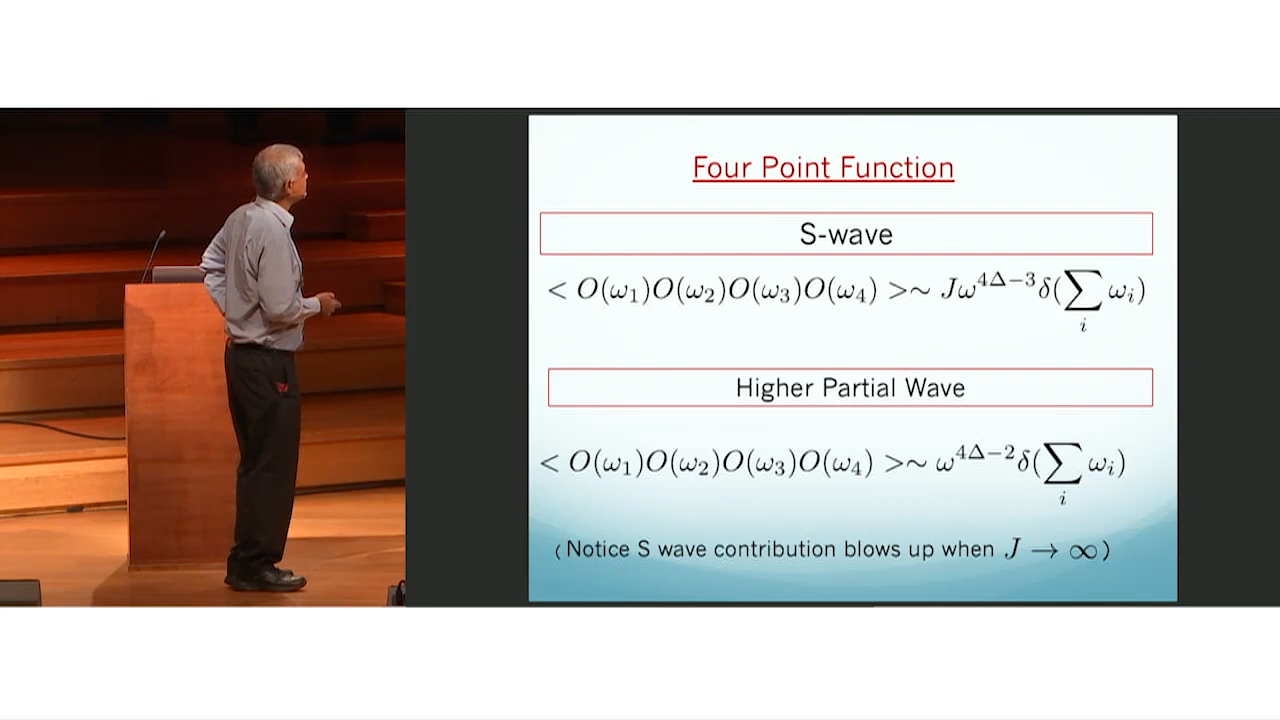 Four Point Function
S-wave
< O(ω₁)O(ω₂)O(ω₃)O(ω₄) >∼ Jω^{4Δ−3}δ(∑_i ω_i)
Higher Partial Wave
< O(ω₁)O(ω₂)O(ω₃)O(ω₄) >∼ ω^{4Δ−2}δ(∑_i ω_i)
(Notice S wave contribution blows up when J → ∞)